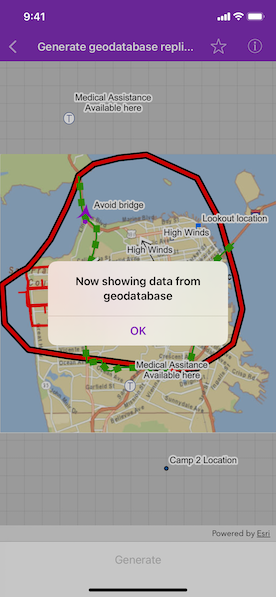 9:41
Generate geodatabase repli...
Medical Assistance
Available here
Avoid bridge
Lookout location
High Winds
High Winds
Now showing data from
geodatabase
OK
Medical Assitance
Available here
Camp 2 Location
Powered by Esri
Generate